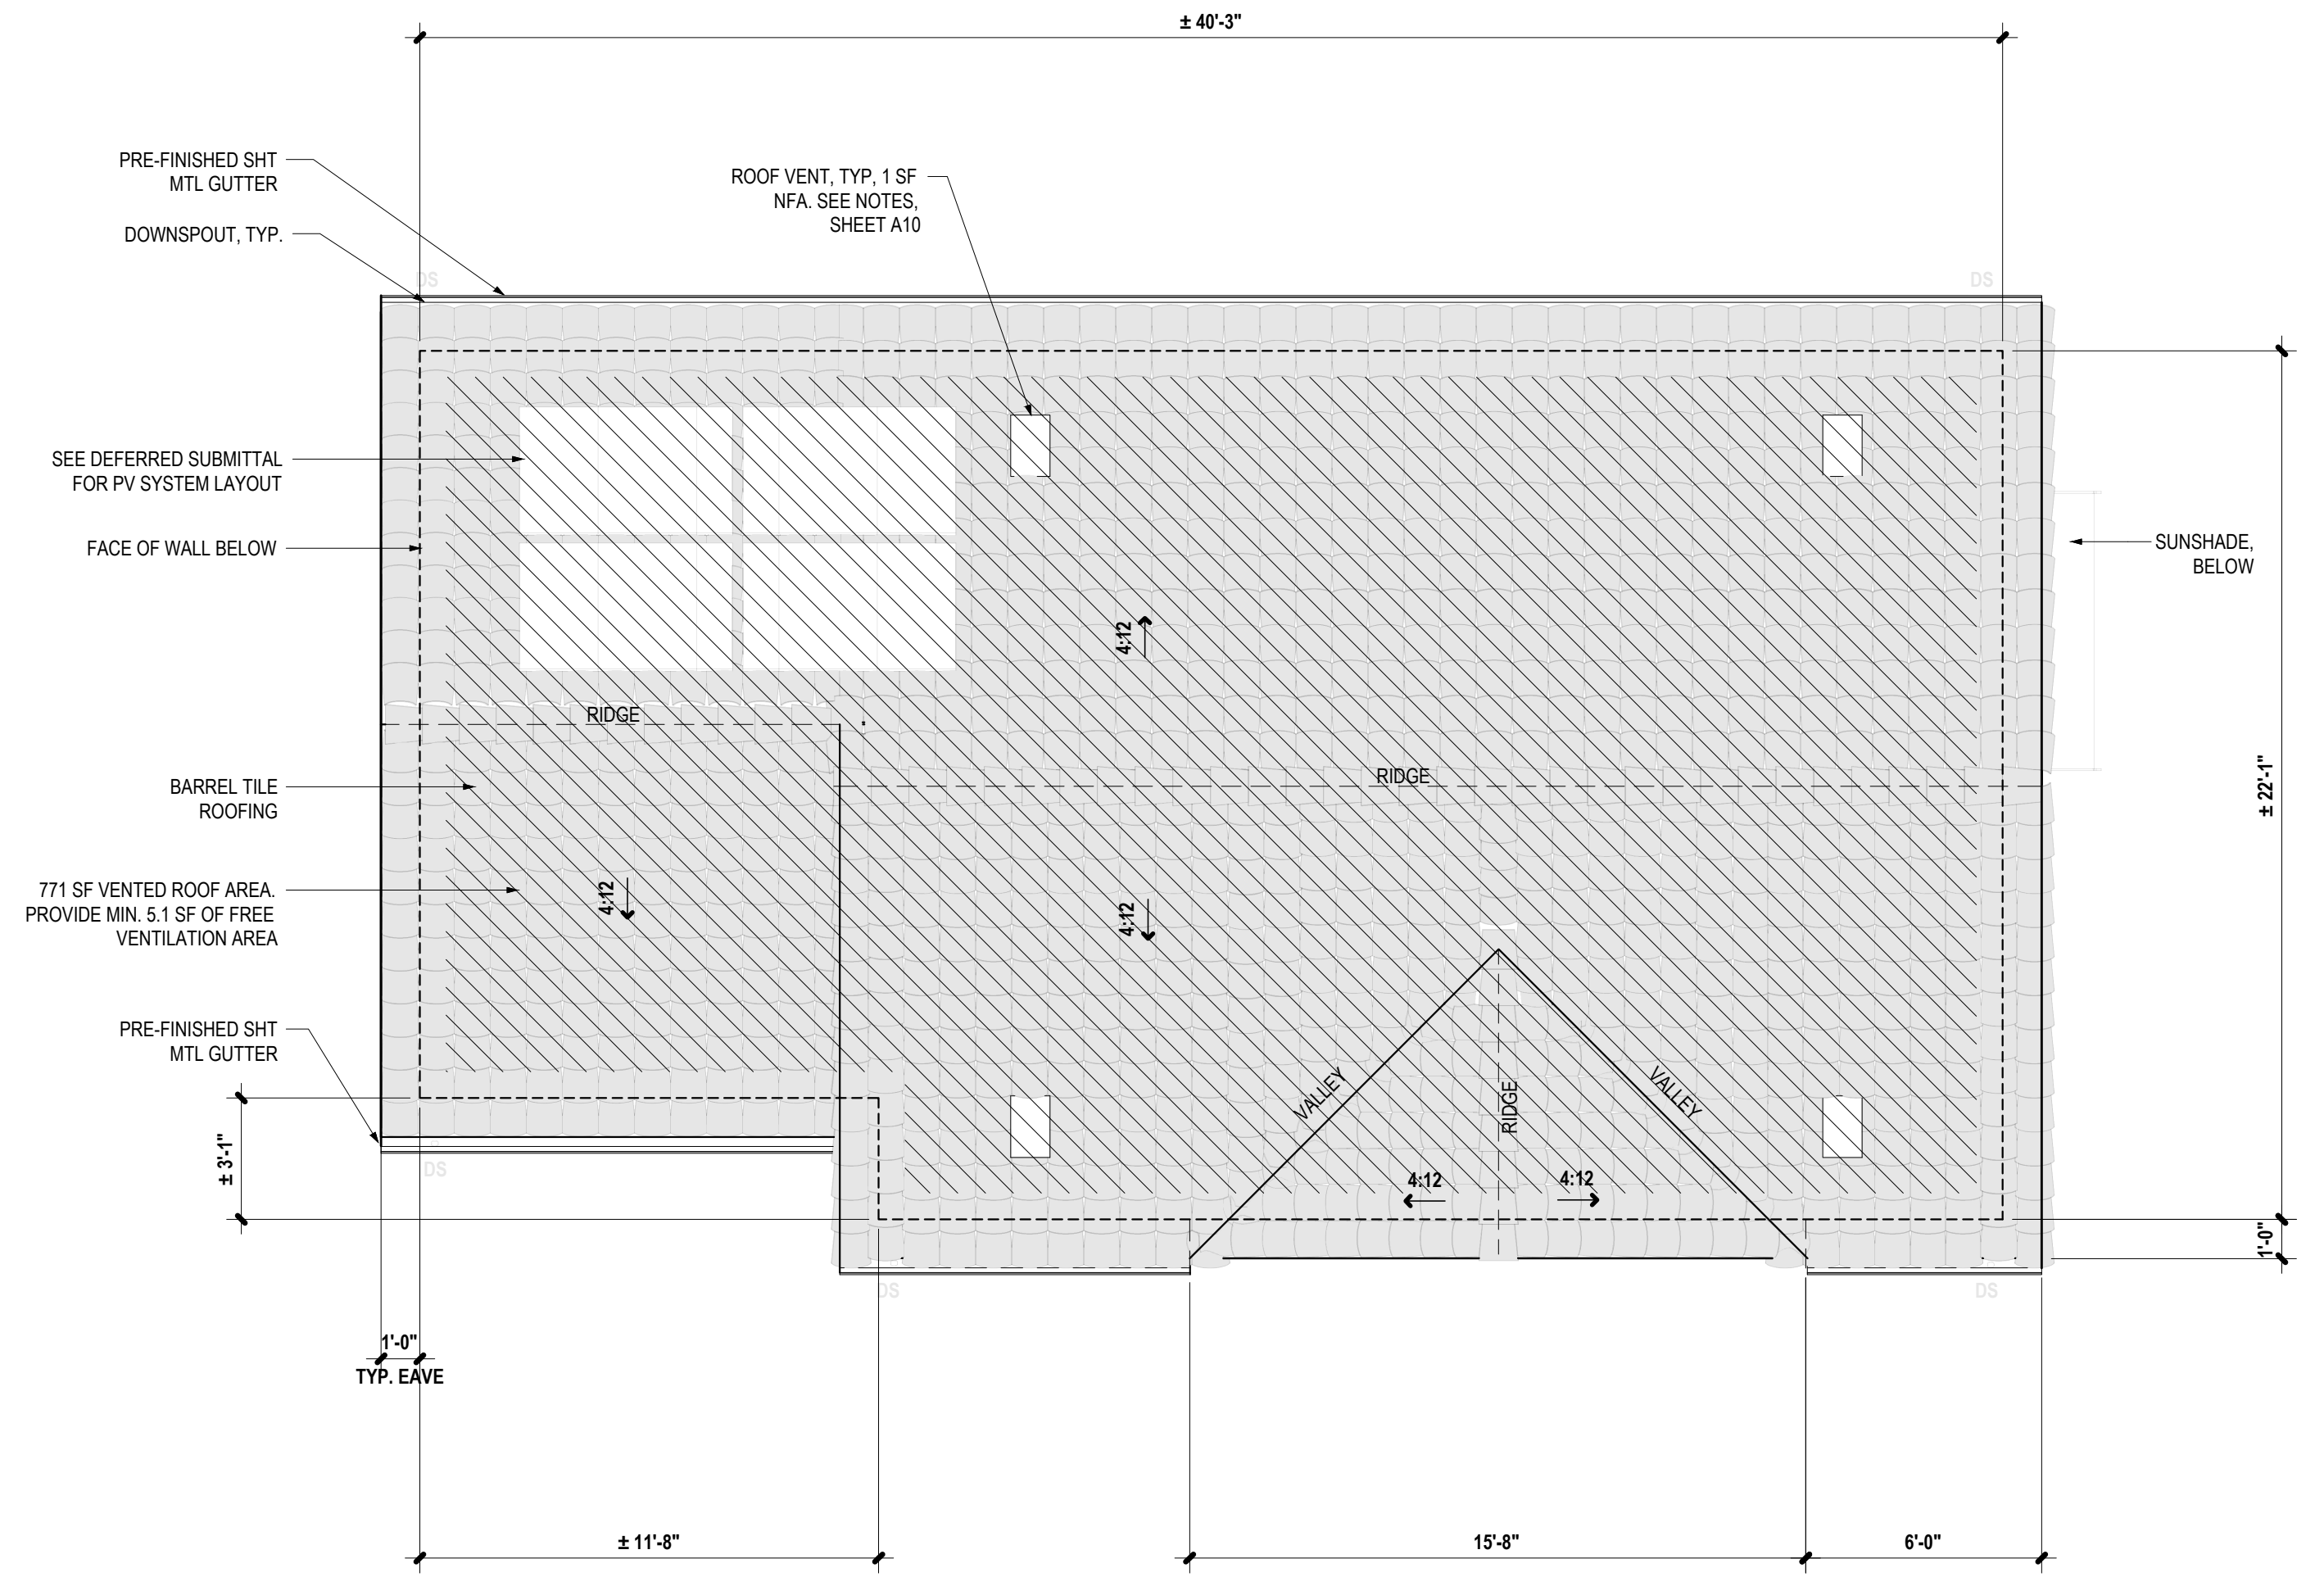 ± 40'-3"
PRE-FINISHED SHT
MTL GUTTER
ROOF VENT, TYP, 1 SF
NFA. SEE NOTES,
SHEET A10
DOWNSPOUT, TYP.
DS
DS
SEE DEFERRED SUBMITTAL
FOR PV SYSTEM LAYOUT
FACE OF WALL BELOW
SUNSHADE,
BELOW
4:12
RIDGE
RIDGE
BARREL TILE
ROOFING
± 22'-1"
771 SF VENTED ROOF AREA.
PROVIDE MIN. 5.1 SF OF FREE
VENTILATION AREA
4:12
4:12
PRE-FINISHED SHT
MTL GUTTER
VALLEY
RIDGE
VALLEY
± 3'-1"
DS
4:12
4:12
1'-0"
DS
DS
1'-0"
TYP. EAVE
± 11'-8"
15'-8"
6'-0"